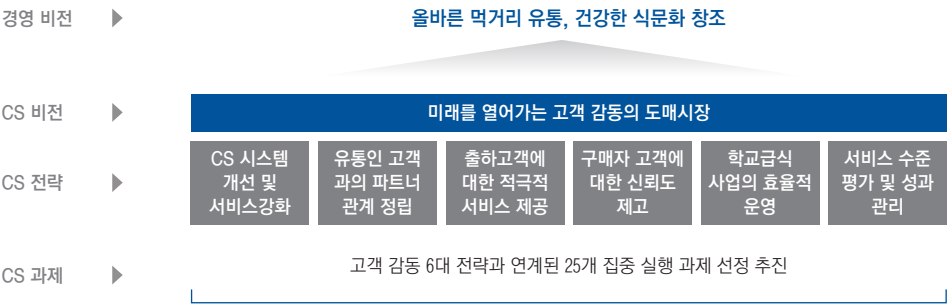 경영 비전
올바른 먹거리 유통, 건강한 식문화 창조
CS 비전
미래를 열어가는 고객 감동의 도매시장
CS 전략
CS 시스템
개선 및
서비스강화
유통인 고객
과의 파트너
관계 정립
출하고객에
대한 적극적
서비스 제공
구매자 고객에
대한 신뢰도
제고
학교급식
사업의 효율적
운영
서비스 수준
평가 및 성과
관리
CS 과제
고객 감동 6대 전략과 연계된 25개 집중 실행 과제 선정 추진